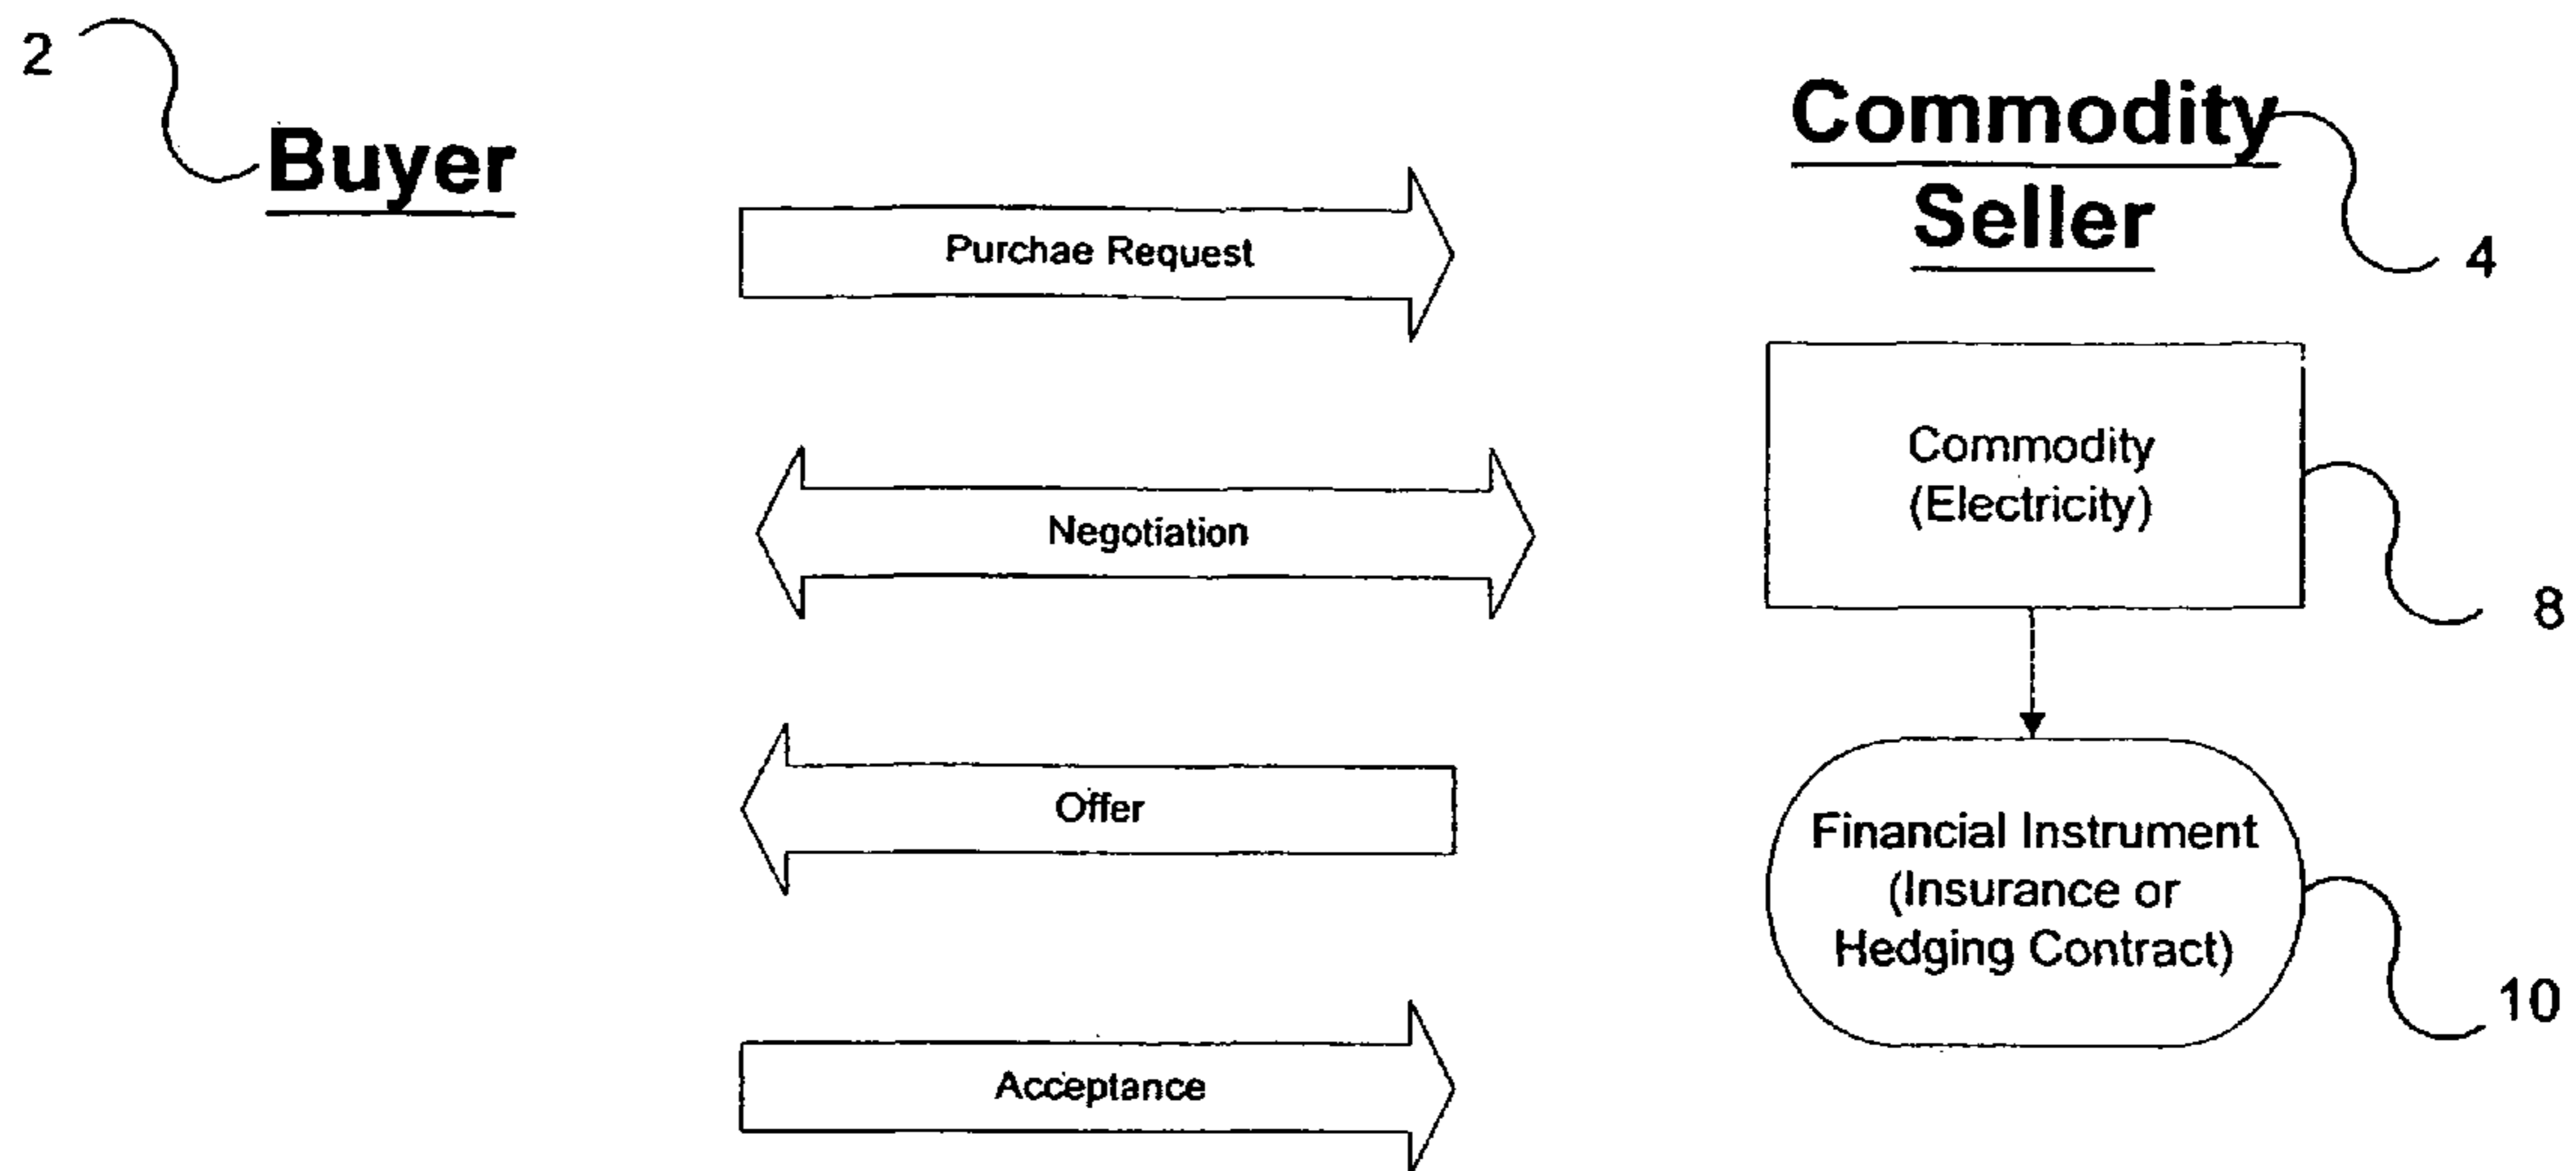 2
Buyer
Commodity
Seller
4
Purchae Request
Commodity
(Electricity)
8
Negotiation
Offer
Financial Instrument
(Insurance or
Hedging Contract)
10
Acceptance